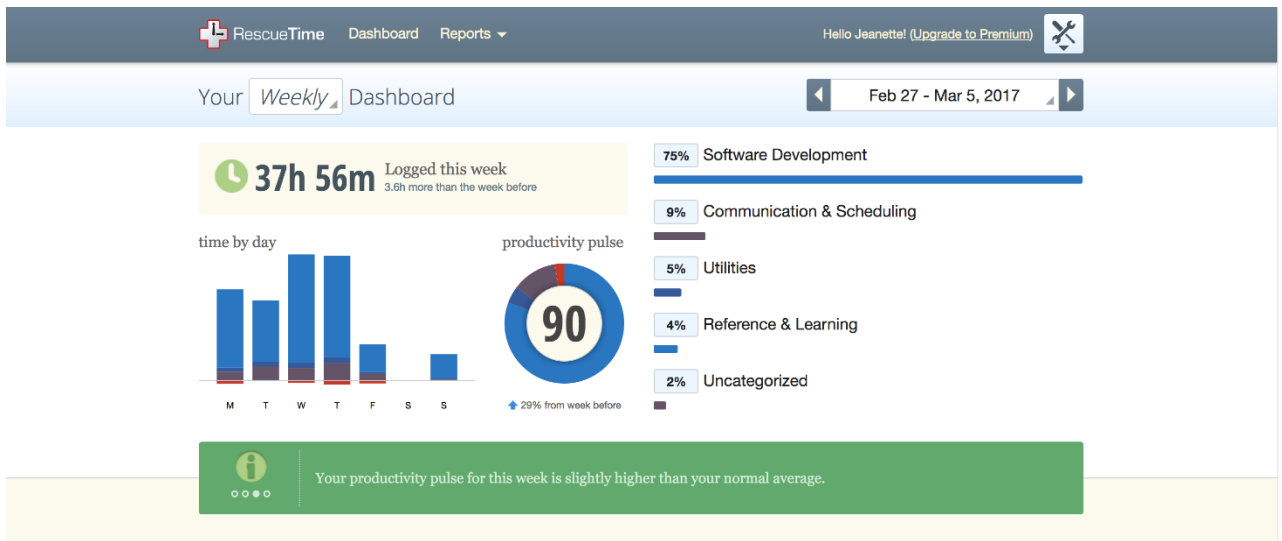 RescueTime Dashboard Reports Hello Jeanette! (Upgrade to Premium)
Your Weekly Dashboard Feb 27 - Mar 5, 2017
37h 56m Logged this week
3.6h more than the week before
time by day
M T W T F S S
productivity pulse
90
29% from week before
75% Software Development
9% Communication & Scheduling
5% Utilities
4% Reference & Learning
2% Uncategorized
Your productivity pulse for this week is slightly higher than your normal average.